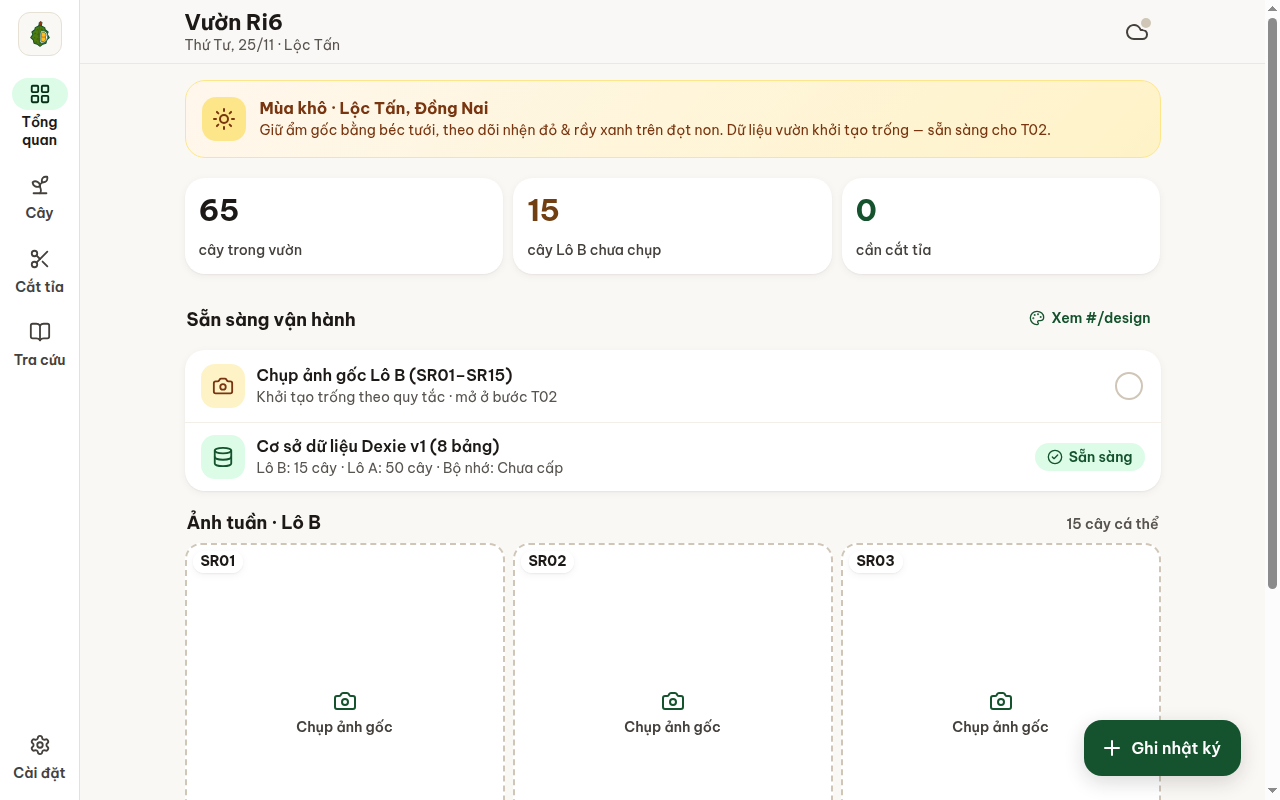 Vườn Ri6
Thứ Tư, 25/11 · Lộc Tấn
Tổng
quan
Cây
Cắt tỉa
Tra cứu
Cài đặt
Mùa khô · Lộc Tấn, Đồng Nai
Giữ ẩm gốc bằng béc tưới, theo dõi nhện đỏ & rầy xanh trên đọt non. Dữ liệu vườn khởi tạo trống — sẵn sàng cho T02.
65
cây trong vườn
15
cây Lô B chưa chụp
0
cần cắt tỉa
Sẵn sàng vận hành
Xem #/design
Chụp ảnh gốc Lô B (SR01–SR15)
Khởi tạo trống theo quy tắc · mở ở bước T02
Cơ sở dữ liệu Dexie v1 (8 bảng)
Lô B: 15 cây · Lô A: 50 cây · Bộ nhớ: Chưa cấp
Sẵn sàng
Ảnh tuần · Lô B
15 cây cá thể
SR01
Chụp ảnh gốc
SR02
Chụp ảnh gốc
SR03
Chụp ảnh gốc
Ghi nhật ký